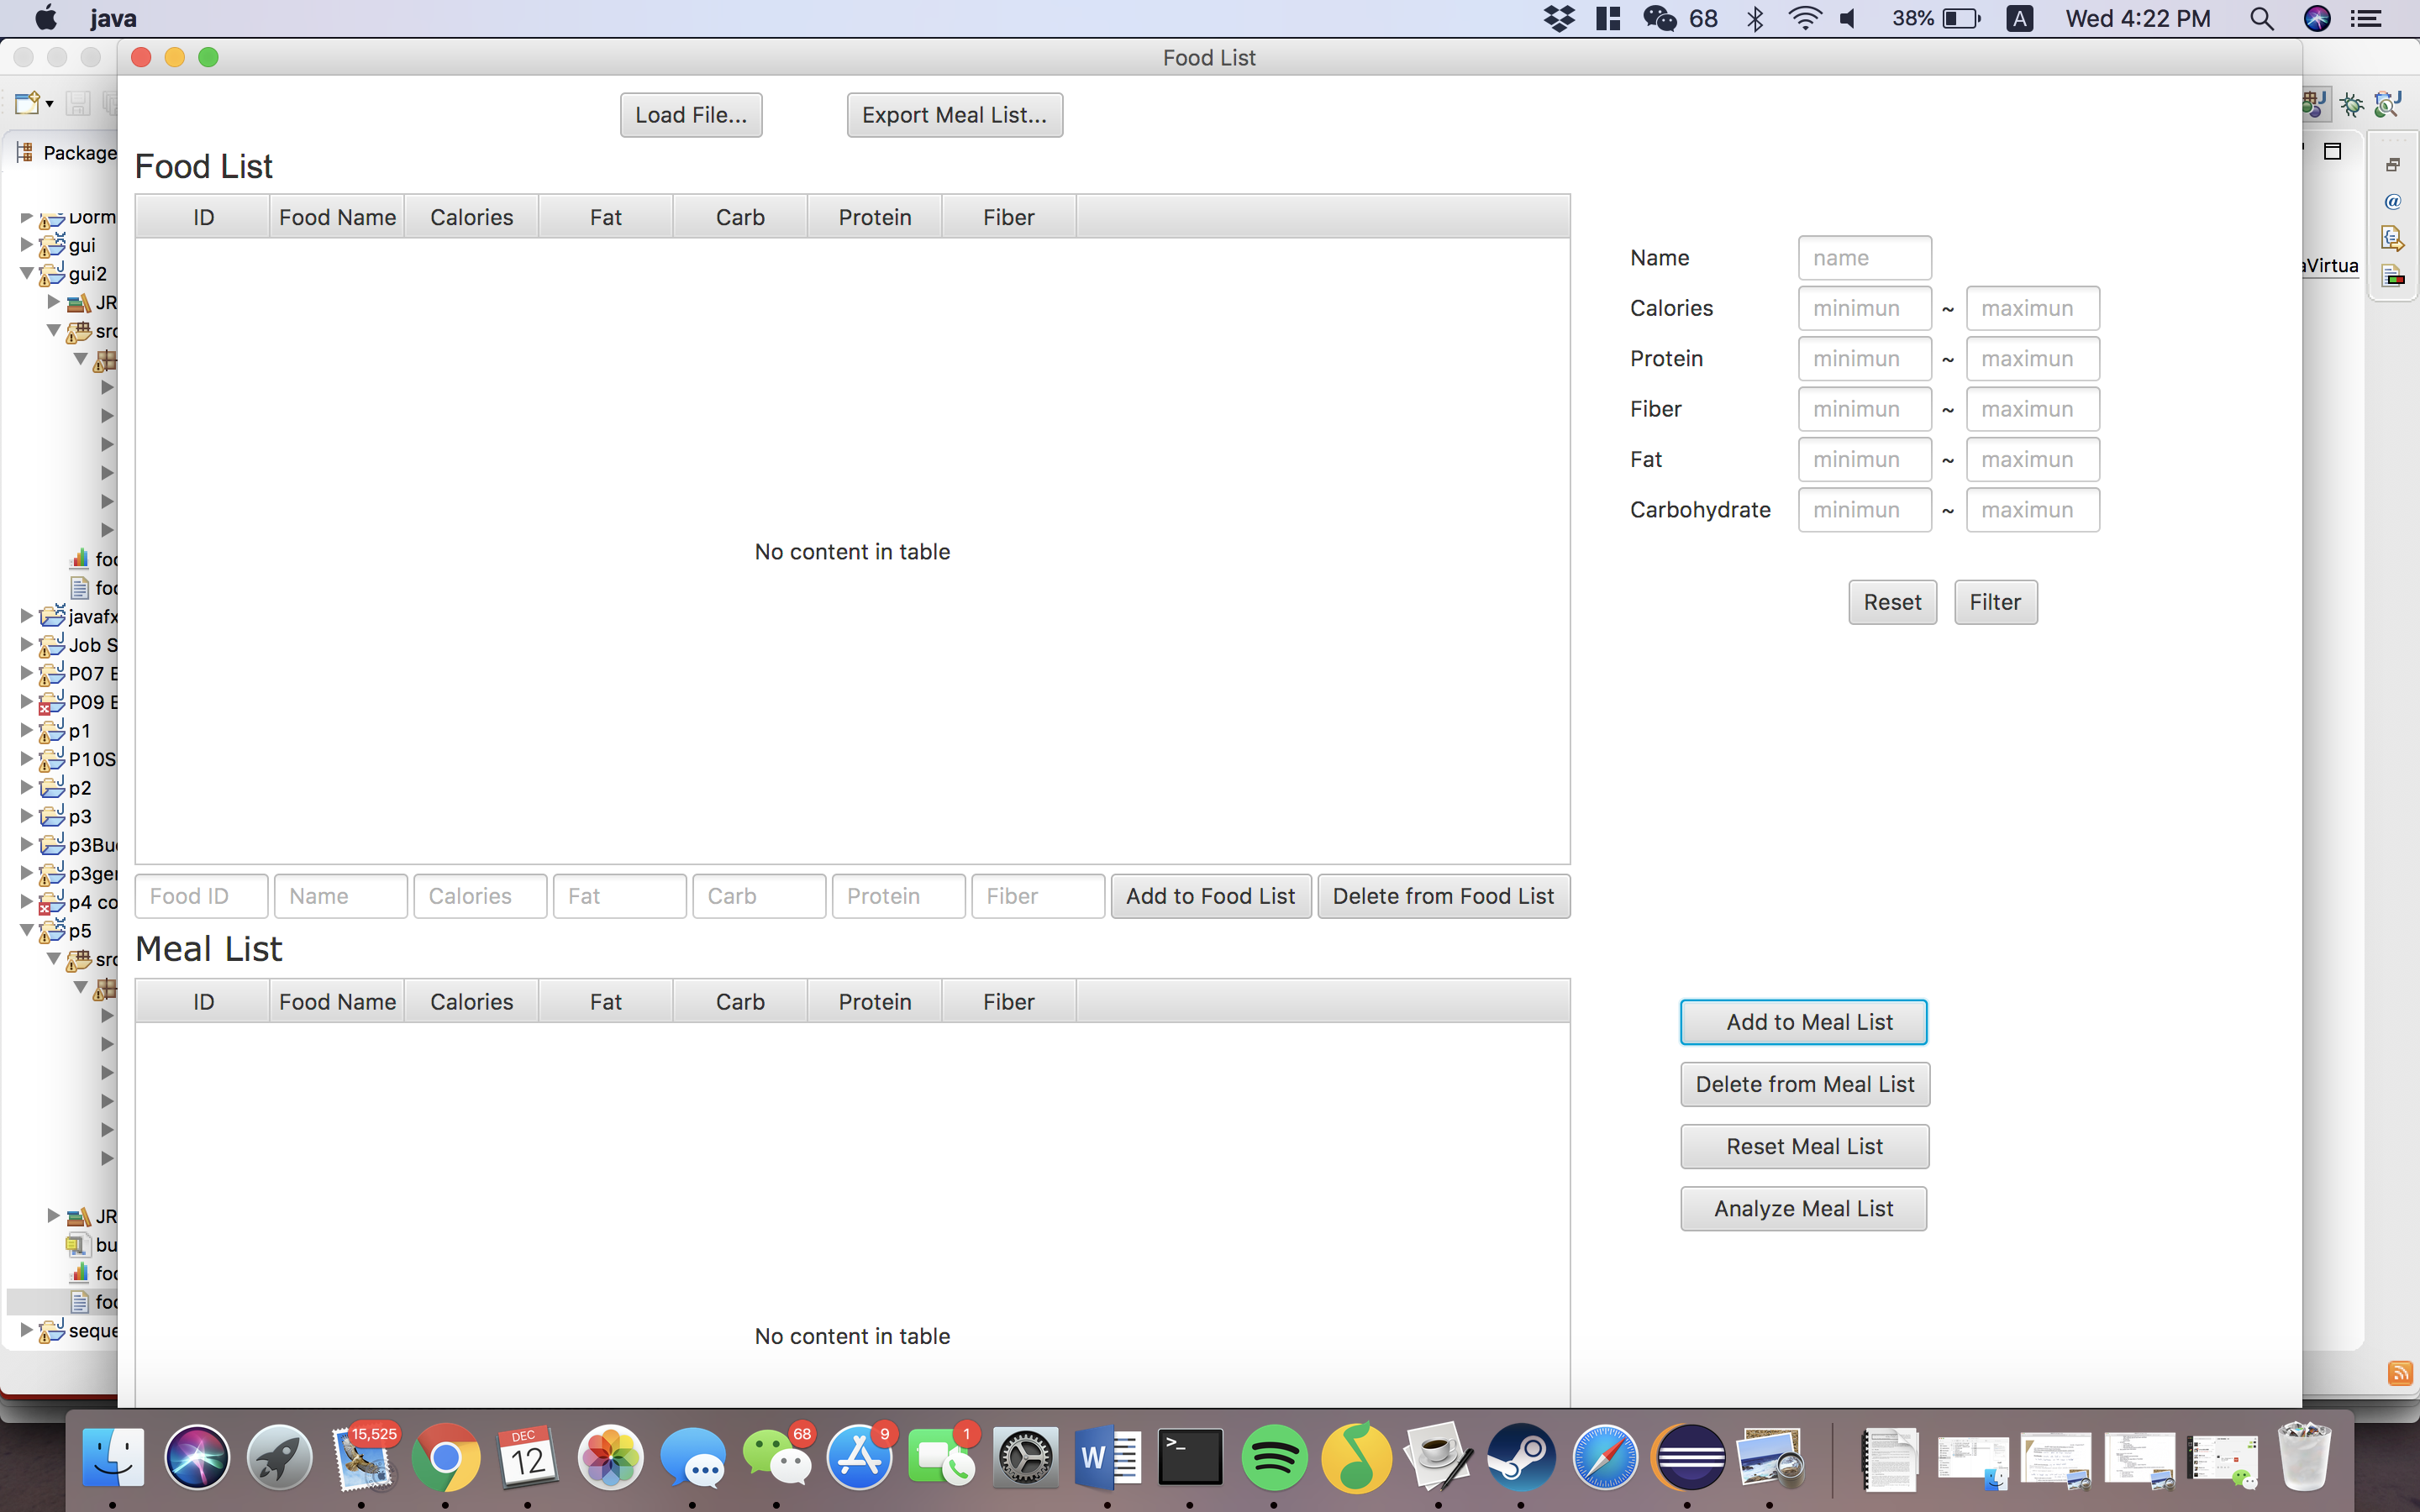 java 68 38% A Wed 4:22 PM
Food List
Load File... Export Meal List...
Package
Food List
ID Food Name Calories Fat Carb Protein Fiber
No content in table
Name name
Calories minimun ~ maximun
Protein minimun ~ maximun
Fiber minimun ~ maximun
Fat minimun ~ maximun
Carbohydrate minimun ~ maximun
Reset Filter
Food ID Name Calories Fat Carb Protein Fiber Add to Food List Delete from Food List
Meal List
ID Food Name Calories Fat Carb Protein Fiber
No content in table
Add to Meal List
Delete from Meal List
Reset Meal List
Analyze Meal List
Dorm
gui
gui2
JR
src
foo
foo
javafx
Job S
P07 E
P09 E
p1
P10S
p2
p3
p3Bu
p3ge
p4 co
p5
src
JR
bu
foo
foo
seque
aVirtua
15,525
DEC
12
68
9
1
W
>_